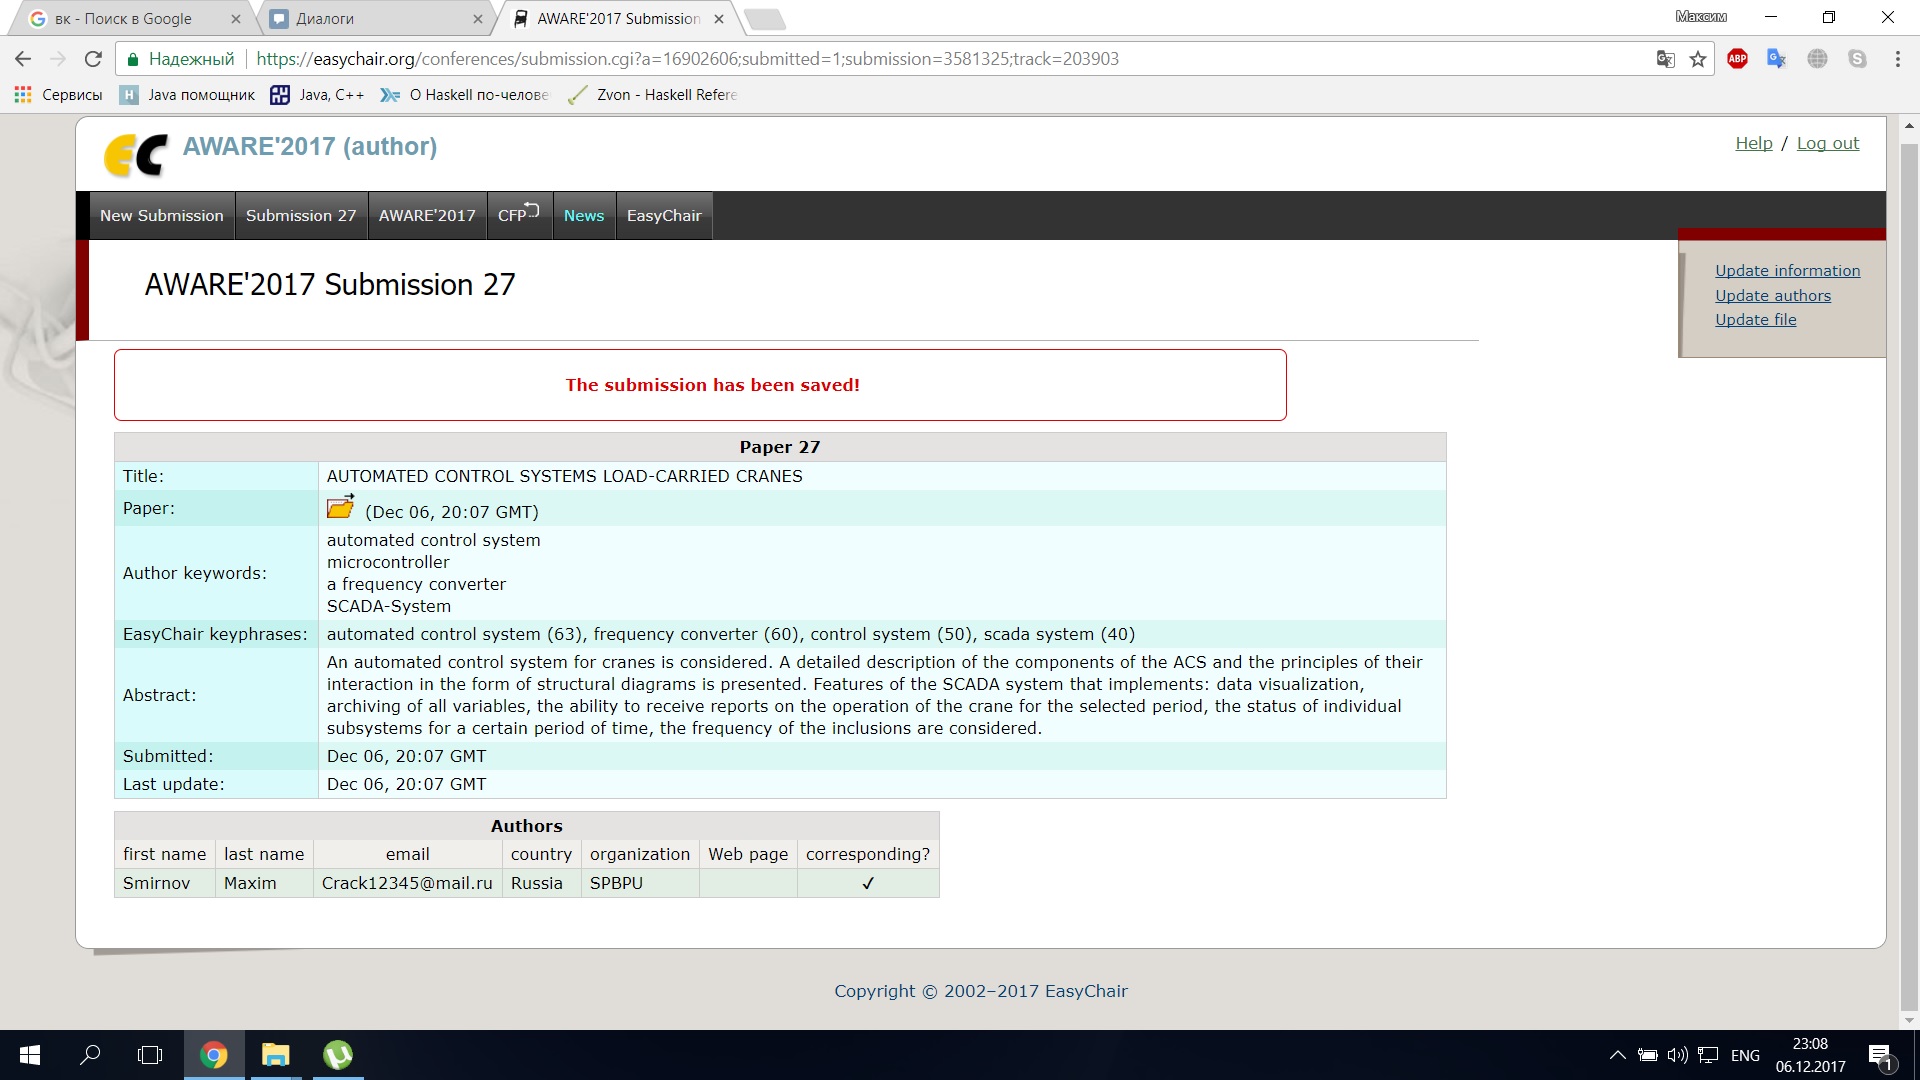 вк - Поиск в Google
Диалоги
AWARE'2017 Submission
Максим
Надежный
https://easychair.org/conferences/submission.cgi?a=16902606;submitted=1;submission=3581325;track=203903
ABP
Сервисы
H
Java помощник
Java, C++
О Haskell по-челове
Zvon - Haskell Refere
EC
AWARE'2017 (author)
Help / Log out
New Submission
Submission 27
AWARE'2017
CFP
News
EasyChair
AWARE'2017 Submission 27
Update information
Update authors
Update file
The submission has been saved!
Paper 27
Title: AUTOMATED CONTROL SYSTEMS LOAD-CARRIED CRANES
Paper: (Dec 06, 20:07 GMT)
Author keywords:
automated control system
microcontroller
a frequency converter
SCADA-System
EasyChair keyphrases: automated control system (63), frequency converter (60), control system (50), scada system (40)
Abstract:
An automated control system for cranes is considered. A detailed description of the components of the ACS and the principles of their
interaction in the form of structural diagrams is presented. Features of the SCADA system that implements: data visualization,
archiving of all variables, the ability to receive reports on the operation of the crane for the selected period, the status of individual
subsystems for a certain period of time, the frequency of the inclusions are considered.
Submitted: Dec 06, 20:07 GMT
Last update: Dec 06, 20:07 GMT
Authors
first name last name email country organization Web page corresponding?
Smirnov Maxim Crack12345@mail.ru Russia SPBPU ✓
Copyright © 2002–2017 EasyChair
ENG
23:08
06.12.2017
1